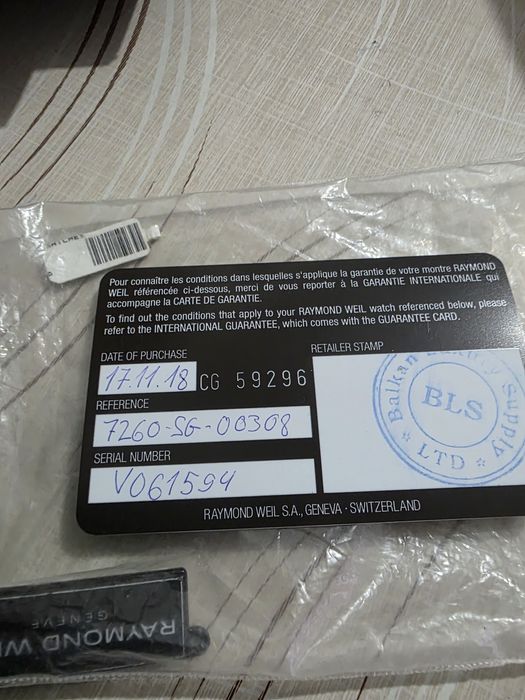 Pour connaître les conditions dans lesquelles s'applique la garantie de votre montre RAYMOND
WEIL référencée ci-dessous, merci de vous reporter à la GARANTIE INTERNATIONALE qui
accompagne la CARTE DE GARANTIE.
To find out the conditions that apply to your RAYMOND WEIL watch referenced below, please
refer to the INTERNATIONAL GUARANTEE, which comes with the GUARANTEE CARD.
DATE OF PURCHASE
17.11.18 CG 59296
REFERENCE
7260-SG-00308
SERIAL NUMBER
V061594
RETAILER STAMP
Balkan
BLS
LTD
RAYMOND WEIL S.A., GENEVA - SWITZERLAND
RAYMOND WE
GENEVE